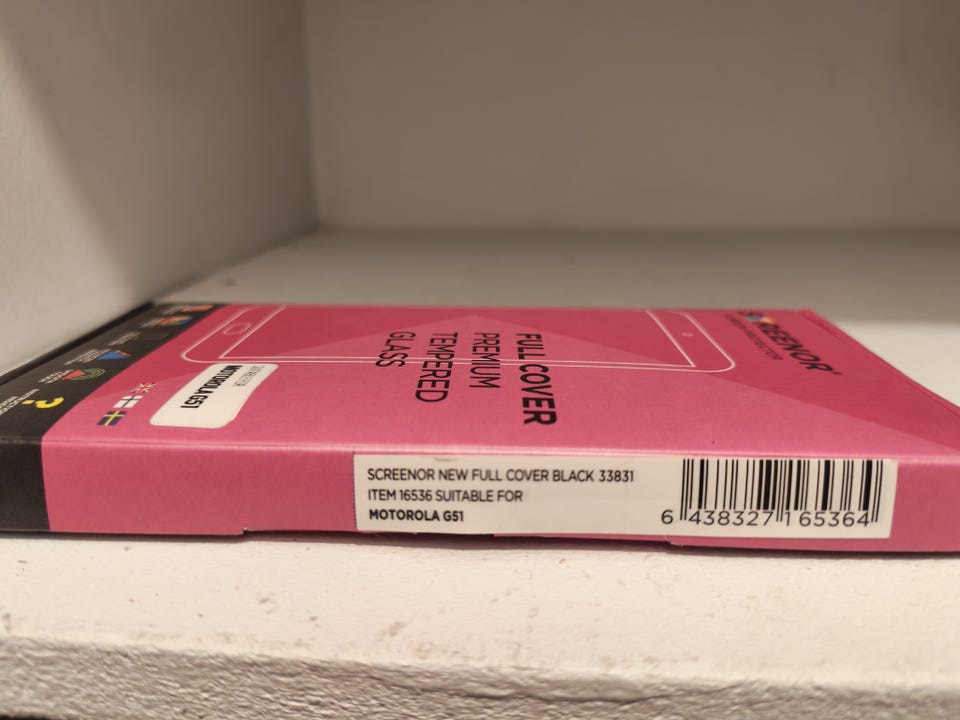 SCREENOR®
FULL COVER
PREMIUM
TEMPERED
GLASS
MOTOROLA G51
SCREENOR NEW FULL COVER BLACK 33831
ITEM 16536 SUITABLE FOR
MOTOROLA G51
6 438327 165364